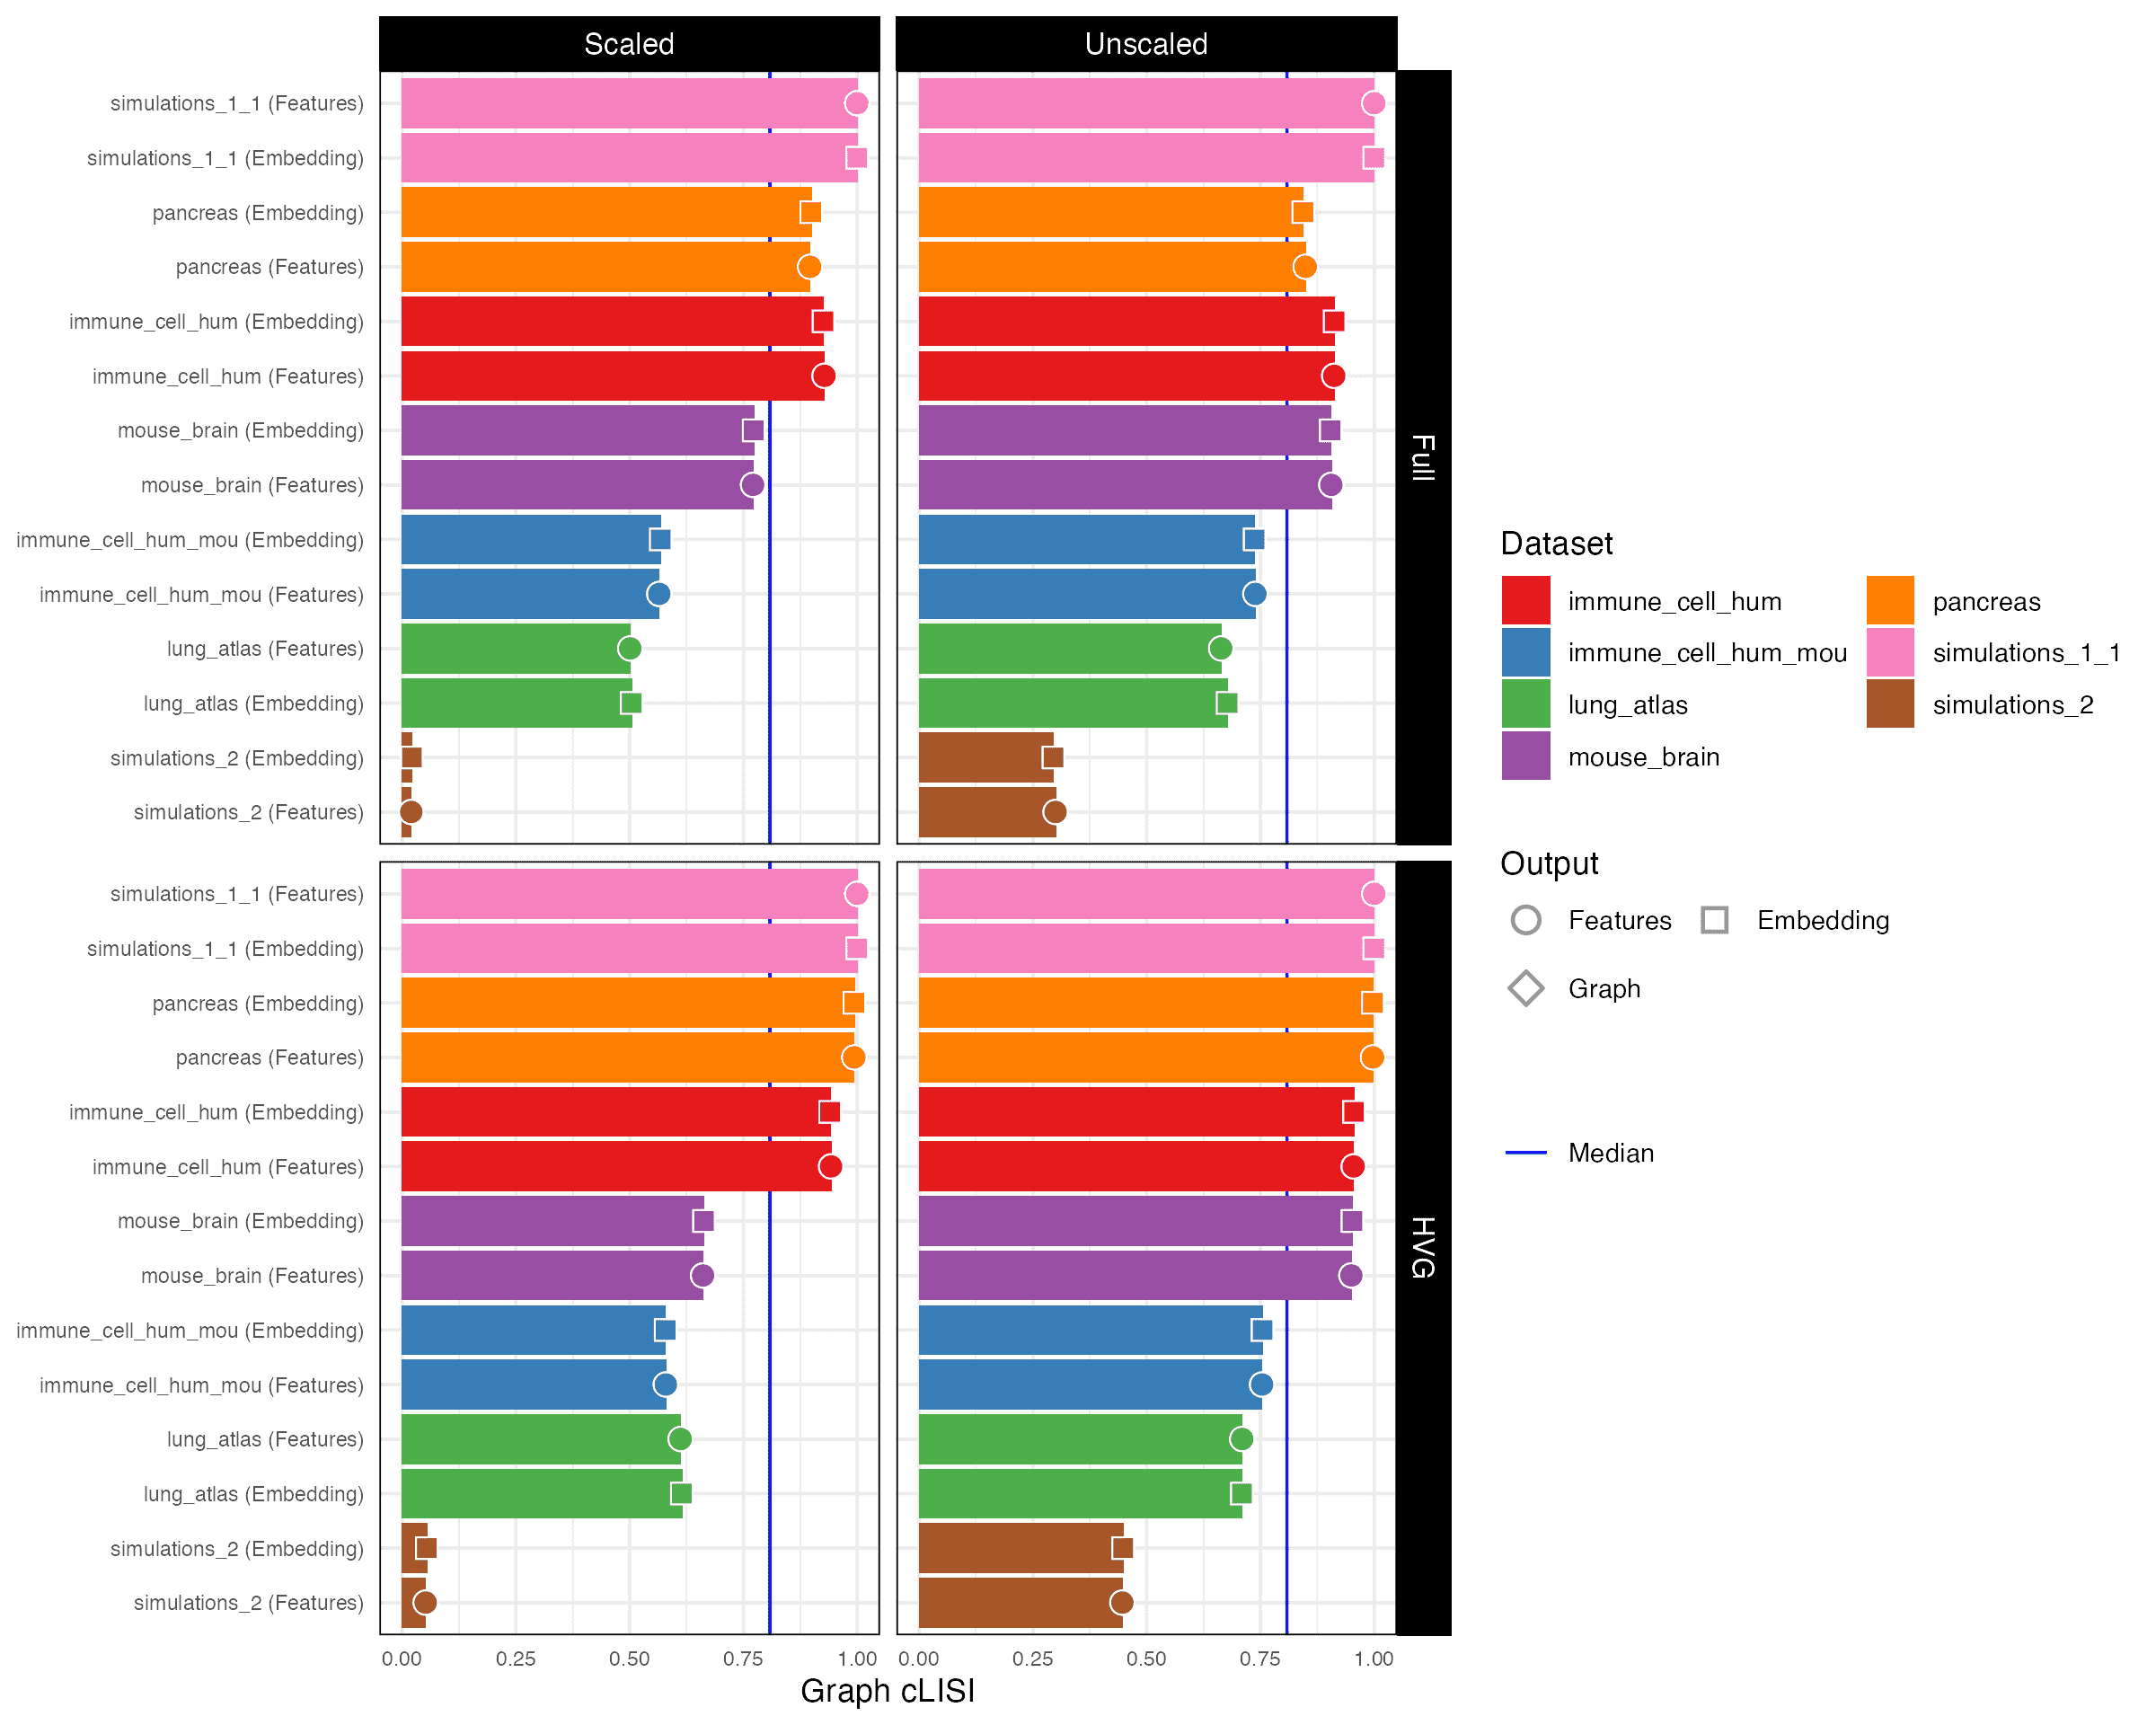 Scaled
Unscaled
simulations_1_1 (Features)
simulations_1_1 (Embedding)
pancreas (Embedding)
pancreas (Features)
immune_cell_hum (Embedding)
immune_cell_hum (Features)
mouse_brain (Embedding)
mouse_brain (Features)
immune_cell_hum_mou (Embedding)
immune_cell_hum_mou (Features)
lung_atlas (Features)
lung_atlas (Embedding)
simulations_2 (Embedding)
simulations_2 (Features)
Full
simulations_1_1 (Features)
simulations_1_1 (Embedding)
pancreas (Embedding)
pancreas (Features)
immune_cell_hum (Embedding)
immune_cell_hum (Features)
mouse_brain (Embedding)
mouse_brain (Features)
immune_cell_hum_mou (Embedding)
immune_cell_hum_mou (Features)
lung_atlas (Features)
lung_atlas (Embedding)
simulations_2 (Embedding)
simulations_2 (Features)
HVG
0.00 0.25 0.50 0.75 1.00
0.00 0.25 0.50 0.75 1.00
Graph cLISI
Dataset
immune_cell_hum
immune_cell_hum_mou
lung_atlas
mouse_brain
pancreas
simulations_1_1
simulations_2
Output
Features
Embedding
Graph
Median